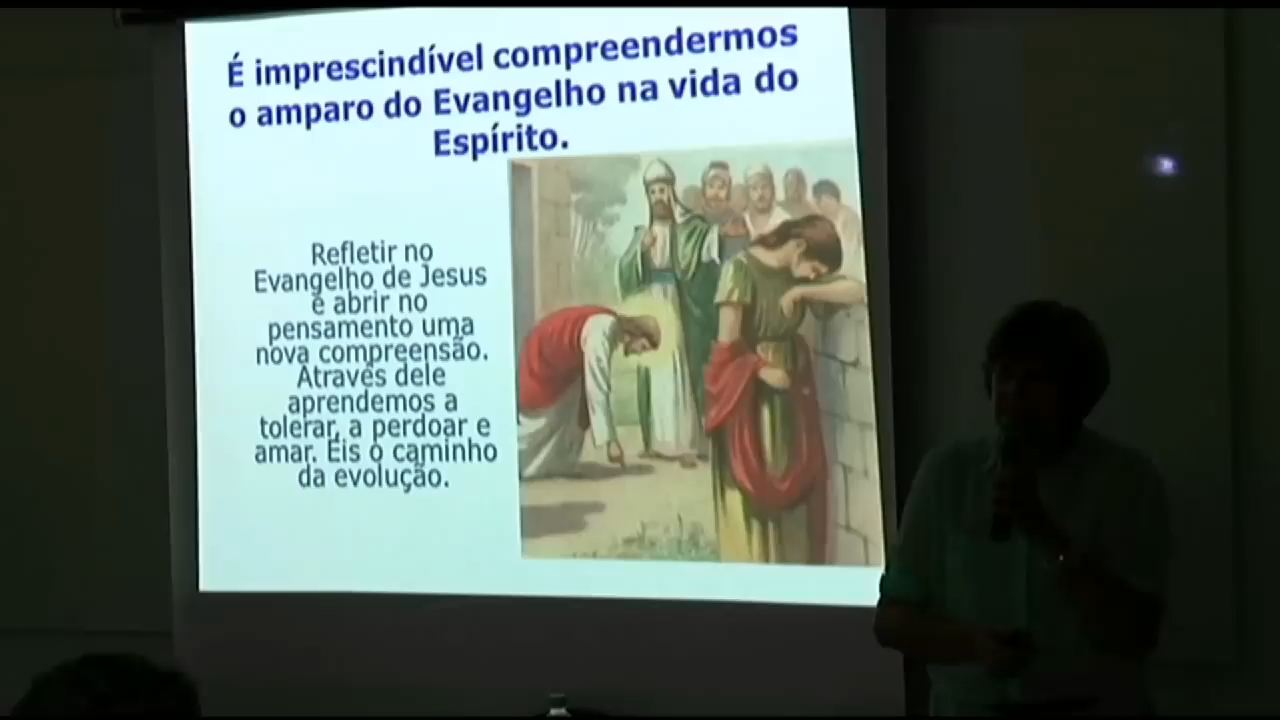 É imprescindível compreendermos
o amparo do Evangelho na vida do
Espírito.
Refletir no
Evangelho de Jesus
é abrir no
pensamento uma
nova compreensão.
Através dele
aprendemos a
tolerar, a perdoar e
amar. Eis o caminho
da evolução.